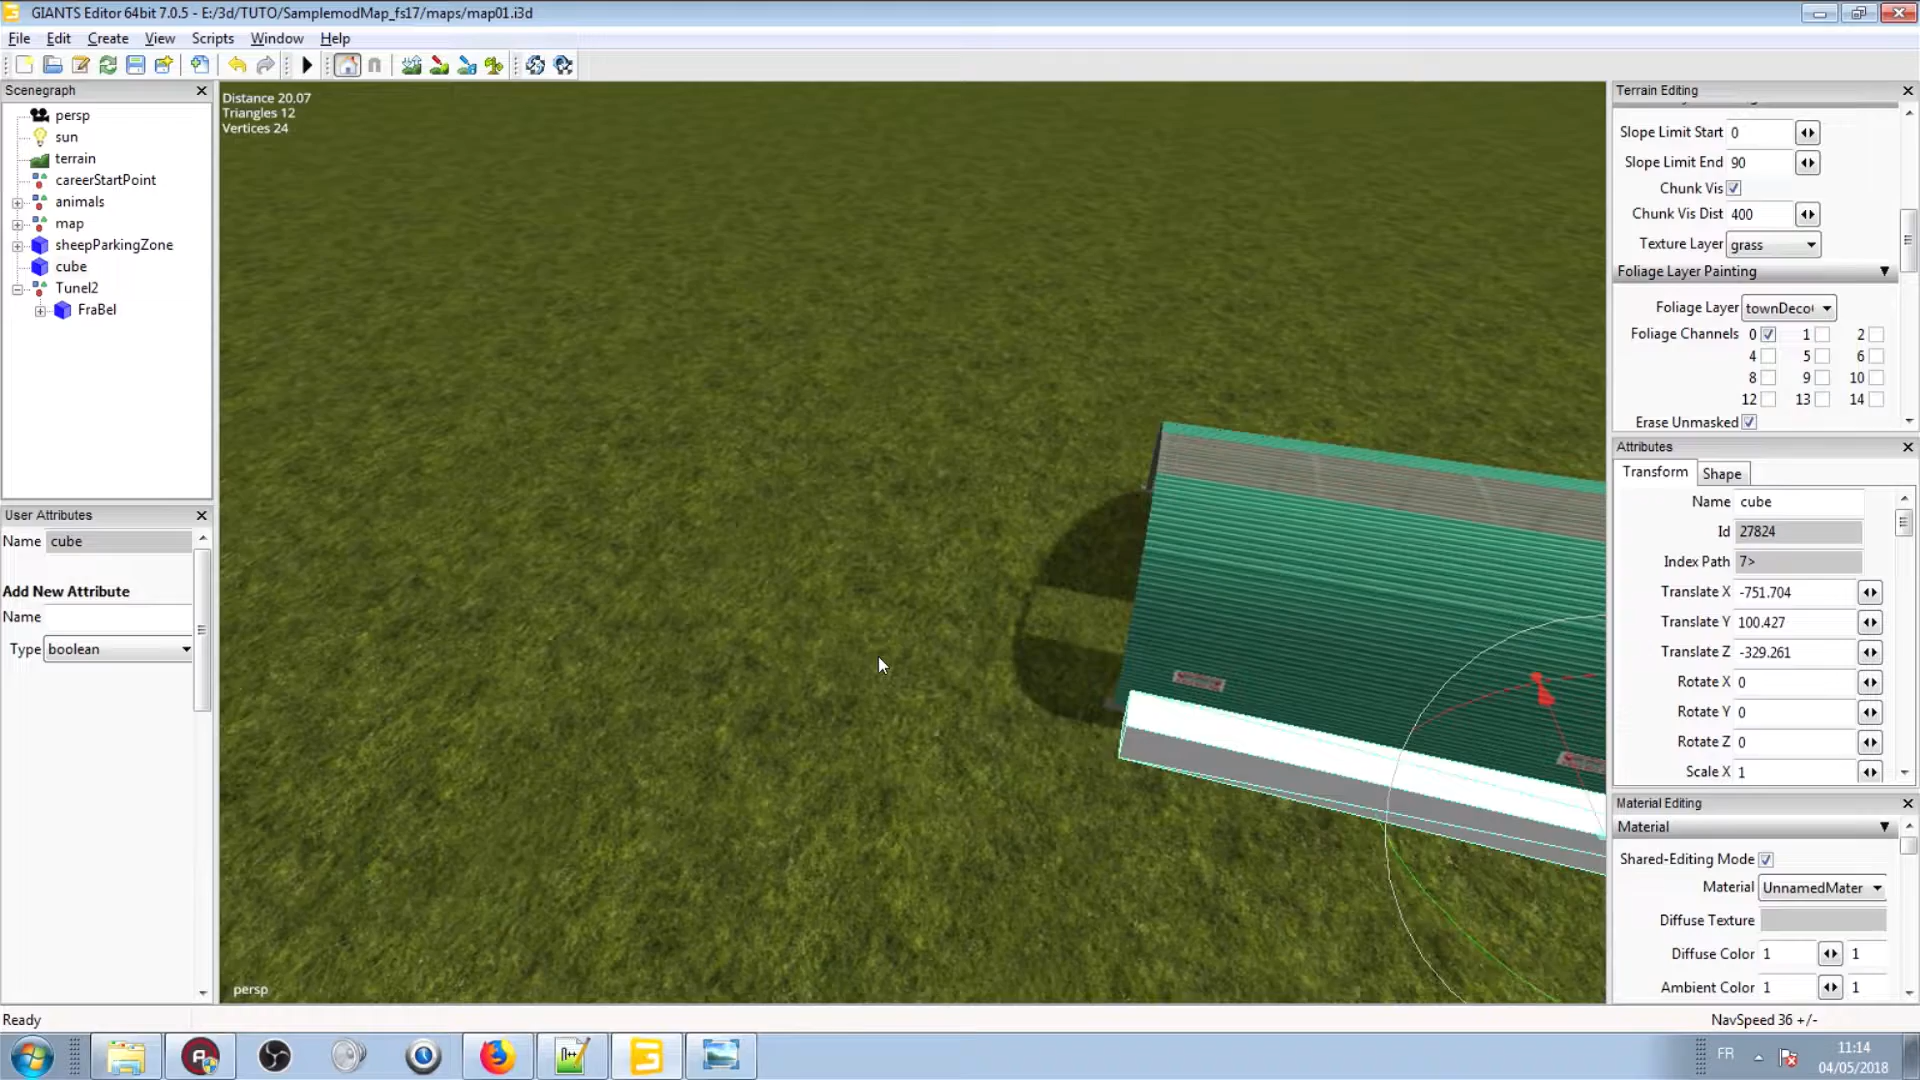 GIANTS Editor 64bit 7.0.5 - E:/3d/TUTO/SamplemodMap_fs17/maps/map01.i3d
File Edit Create View Scripts Window Help
Scenegraph
persp
sun
terrain
careerStartPoint
animals
map
sheepParkingZone
cube
Tunel2
FraBel
User Attributes
Name cube
Add New Attribute
Name
Type boolean
Distance 20.07
Triangles 12
Vertices 24
persp
Terrain Editing
Slope Limit Start 0
Slope Limit End 90
Chunk Vis
Chunk Vis Dist 400
Texture Layer grass
Foliage Layer Painting
Foliage Layer townDeco
Foliage Channels 0 1 2
4 5 6
8 9 10
12 13 14
Erase Unmasked
Attributes
Transform Shape
Name cube
Id 27824
Index Path 7>
Translate X -751.704
Translate Y 100.427
Translate Z -329.261
Rotate X 0
Rotate Y 0
Rotate Z 0
Scale X 1
Material Editing
Material
Shared-Editing Mode
Material UnnamedMater
Diffuse Texture
Diffuse Color 1 1
Ambient Color 1 1
Ready
NavSpeed 36 +/-
FR
11:14
04/05/2018